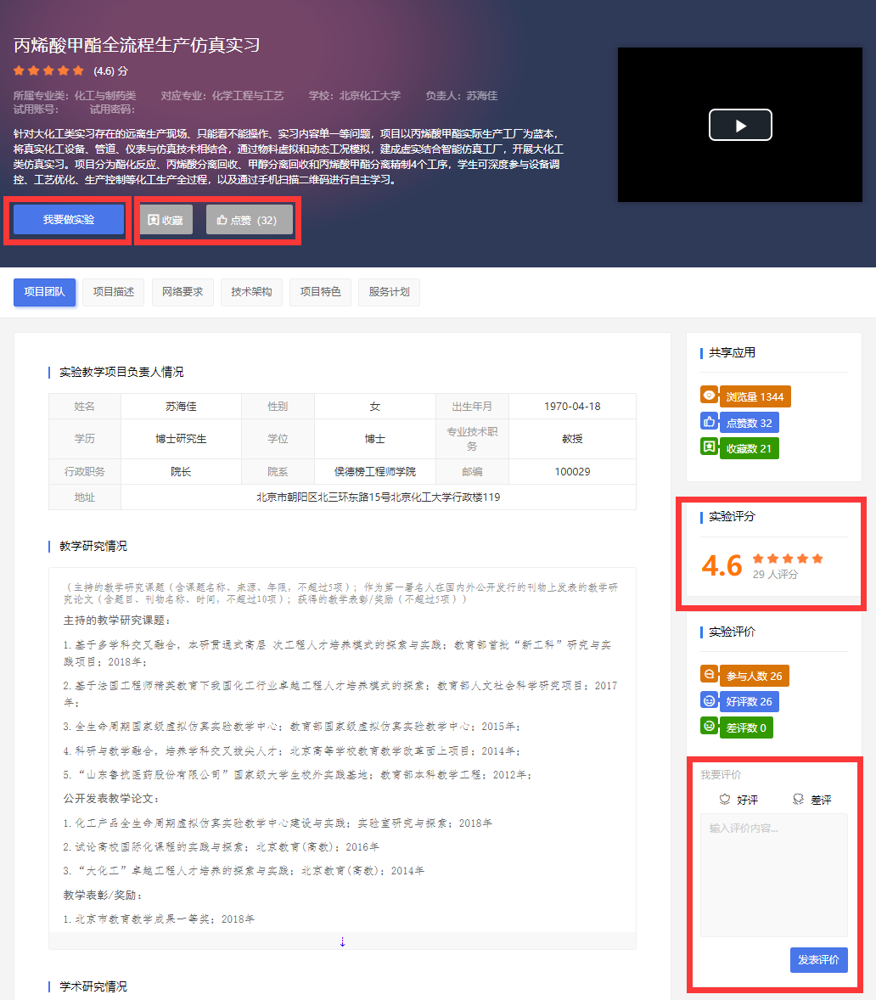 丙烯酸甲酯全流程生产仿真实习
(4.6) 分
所属专业类：化工与制药类 对应专业：化学工程与工艺 学校：北京化工大学 负责人：苏海佳
试用账号： 试用密码：
针对大化工类实习存在的远离生产现场、只能看不能操作、实习内容单一等问题，项目以丙烯酸甲酯实际生产工厂为蓝本，
将真实化工设备、管道、仪表与仿真技术相结合，通过物料虚拟和动态工况模拟，建成虚实结合智能仿真工厂，开展大化工
类仿真实习。项目分为酯化反应、丙烯酸分离回收、甲醇分离回收和丙烯酸甲酯分离精制4个工序，学生可深度参与设备调
控、工艺优化、生产控制等化工生产全过程，以及通过手机扫描二维码进行自主学习。
我要做实验 收藏 点赞（32）
项目团队 项目描述 网络要求 技术架构 项目特色 服务计划
实验教学项目负责人情况
姓名 苏海佳 性别 女 出生年月 1970-04-18
学历 博士研究生 学位 博士 专业技术职
务 教授
行政职务 院长 院系 侯德榜工程师学院 邮编 100029
地址 北京市朝阳区北三环东路15号北京化工大学行政楼119
教学研究情况
（主持的教学研究课题（含课题名称、来源、年限，不超过5项）；作为第一署名人在国内外公开发行的刊物上发表的教学研
究论文（含题目、刊物名称、时间，不超过10项）；获得的教学表彰/奖励（不超过5项））
主持的教学研究课题：
1. 基于多学科交叉融合，本研贯通式高层 次工程人才培养模式的探索与实践；教育部首批“新工科”研究与实
践项目；2018年；
2. 基于法国工程师精英教育下我国化工行业卓越工程人才培养模式的探索；教育部人文社会科学研究项目；2017
年；
3. 全生命周期国家级虚拟仿真实验教学中心；教育部国家级虚拟仿真实验教学中心；2015年；
4. 科研与教学融合，培养学科交叉拔尖人才；北京高等学校教育教学改革面上项目；2014年；
5. “山东鲁抗医药股份有限公司”国家级大学生校外实践基地；教育部本科教学工程；2012年；
公开发表教学论文：
1. 化工产品全生命周期虚拟仿真实验教学中心建设与实践；实验室研究与探索；2018年
2. 试论高校国际化课程的实践与探索；北京教育(高教)；2016年
3. “大化工”卓越工程人才培养的探索与实践；北京教育(高教)；2014年
教学表彰/奖励：
1. 北京市教育教学成果一等奖；2018年
学术研究情况
共享应用
浏览量 1344
点赞数 32
收藏数 21
实验评分
4.6
29 人评分
实验评价
参与人数 26
好评数 26
差评数 0
我要评价
好评 差评
输入评价内容...
发表评价